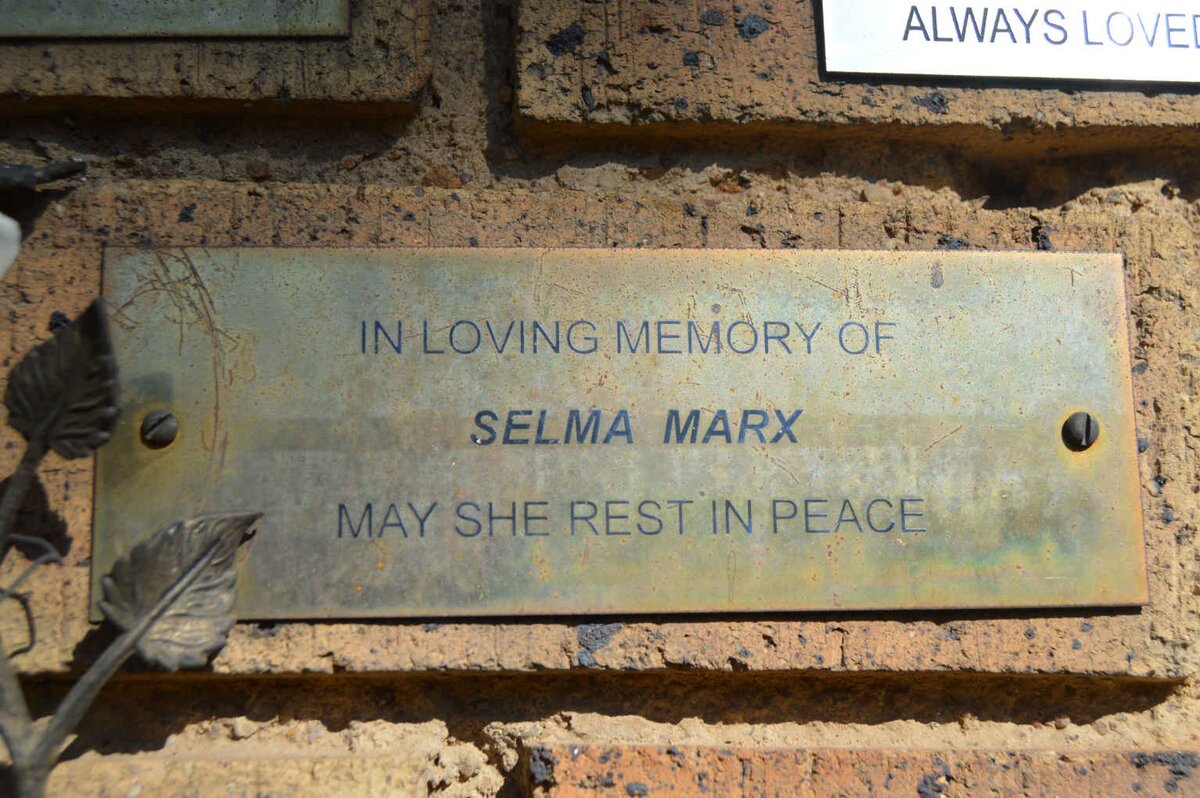 ALWAYS LOVED
IN LOVING MEMORY OF
SELMA MARX
MAY SHE REST IN PEACE